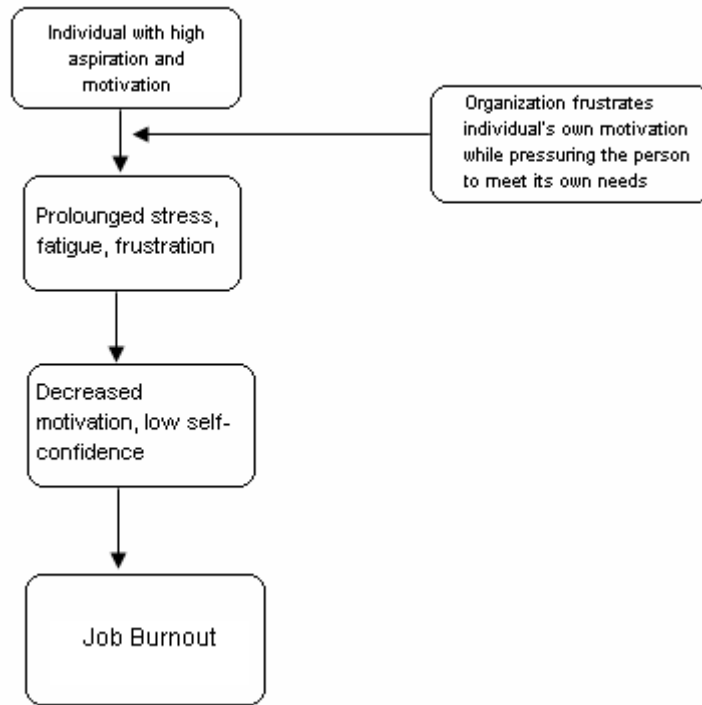 Individual with high
aspiration and
motivation
Organization frustrates
individual's own motivation
while pressuring the person
to meet its own needs
Prolounged stress,
fatigue, frustration
Decreased
motivation, low self-
confidence
Job Burnout